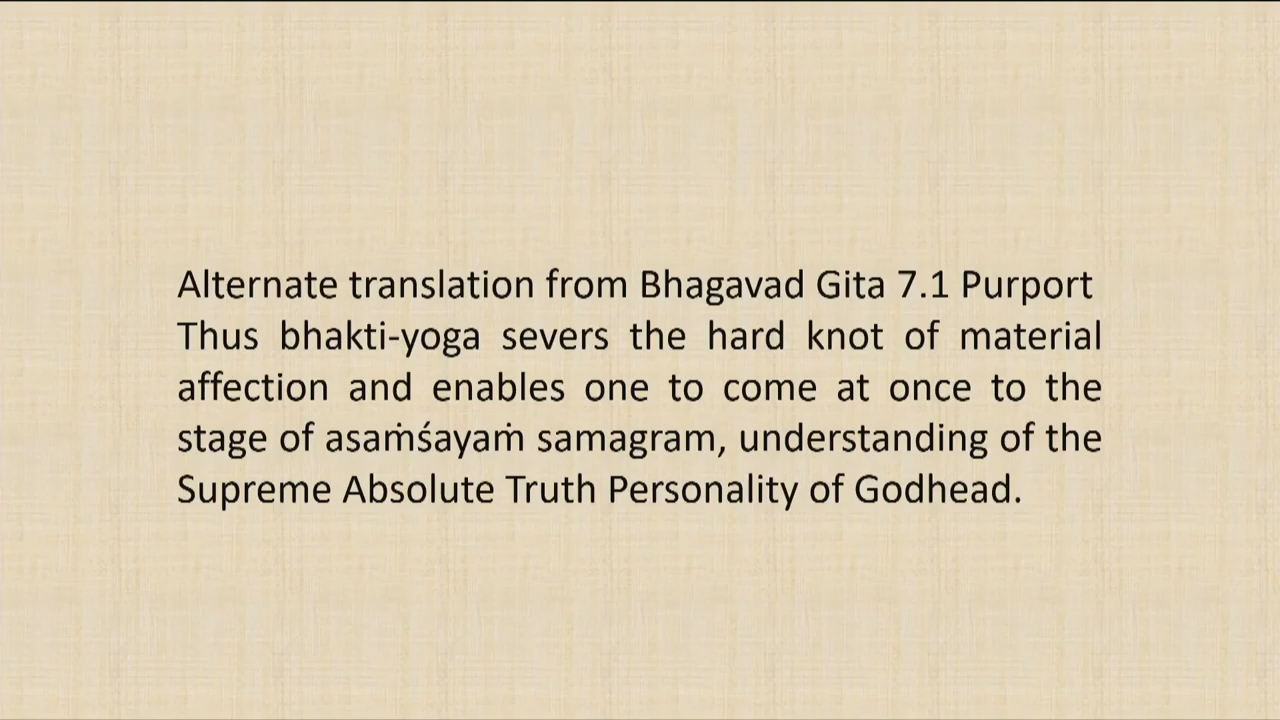 Alternate translation from Bhagavad Gita 7.1 Purport
Thus bhakti-yoga severs the hard knot of material
affection and enables one to come at once to the
stage of asaṁśayaṁ samagram, understanding of the
Supreme Absolute Truth Personality of Godhead.